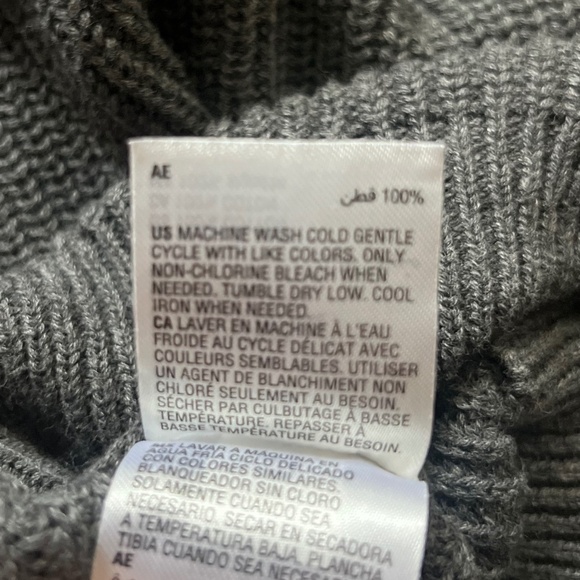 AE
100% قطن
US MACHINE WASH COLD GENTLE
CYCLE WITH LIKE COLORS. ONLY
NON-CHLORINE BLEACH WHEN
NEEDED. TUMBLE DRY LOW. COOL
IRON WHEN NEEDED.
CA LAVER EN MACHINE À L'EAU
FROIDE AU CYCLE DÉLICAT AVEC
COULEURS SEMBLABLES. UTILISER
UN AGENT DE BLANCHIMENT NON
CHLORÉ SEULEMENT AU BESOIN.
SÉCHER PAR CULBUTAGE À BASSE
TEMPÉRATURE. REPASSER À
BASSE TEMPÉRATURE AU BESOIN.
LAVAR A MÁQUINA EN
AGUA FRÍA CICLO DELICADO
CON COLORES SIMILARES.
BLANQUEADOR SIN CLORO
SOLAMENTE CUANDO SEA
NECESARIO. SECAR EN SECADORA
A TEMPERATURA BAJA. PLANCHA
TIBIA CUANDO SEA NECESARIO
AE